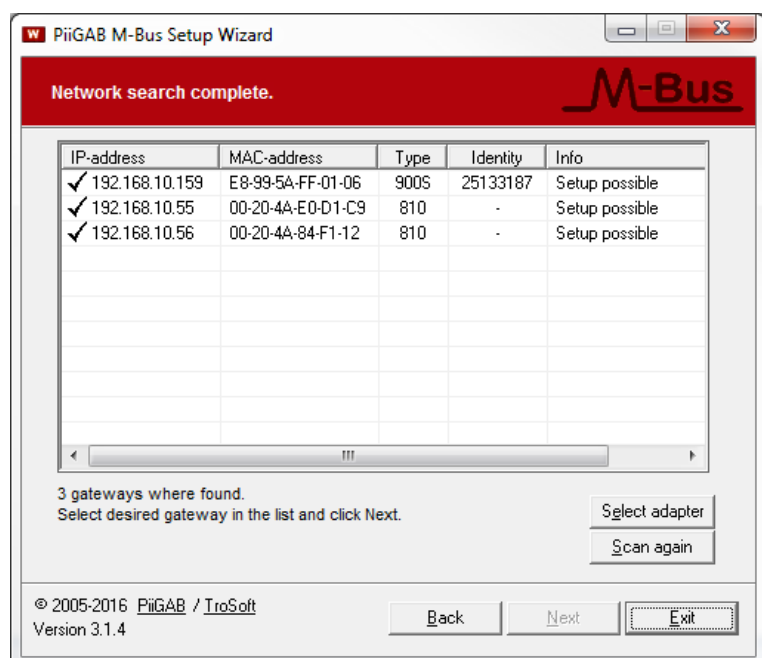 PiiGAB M-Bus Setup Wizard
Network search complete.
M-Bus
IP-address MAC-address Type Identity Info
192.168.10.159 E8-99-5A-FF-01-06 900S 25133187 Setup possible
192.168.10.55 00-20-4A-E0-D1-C9 810 - Setup possible
192.168.10.56 00-20-4A-84-F1-12 810 - Setup possible
3 gateways where found.
Select desired gateway in the list and click Next.
Select adapter
Scan again
© 2005-2016 PiiGAB / TroSoft
Version 3.1.4
Back Next Exit